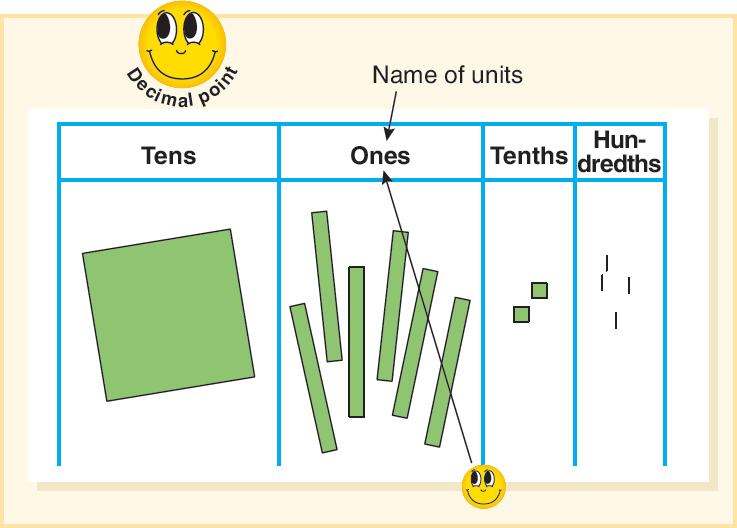 Decimal point
Name of units
Tens
Ones
Tenths
Hun-
dredths